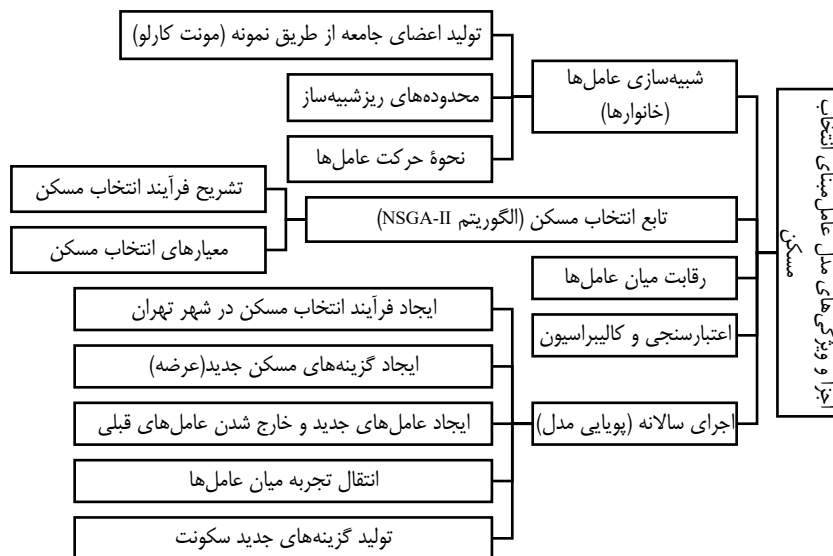 اجزا و ویژگی‌های مدل عامل‌مبنای انتخاب
مسکن
شبیه‌سازی عامل‌ها
(خانوارها)
تولید اعضای جامعه از طریق نمونه (مونت کارلو)
محدوده‌های ریزشبیه‌ساز
نحوۀ حرکت عامل‌ها
تابع انتخاب مسکن (الگوریتم NSGA-II)
تشریح فرآیند انتخاب مسکن
معیارهای انتخاب مسکن
رقابت میان عامل‌ها
اعتبارسنجی و کالیبراسیون
اجرای سالانه (پویایی مدل)
ایجاد فرآیند انتخاب مسکن در شهر تهران
ایجاد گزینه‌های مسکن جدید(عرضه)
ایجاد عامل‌های جدید و خارج شدن عامل‌های قبلی
انتقال تجربه میان عامل‌ها
تولید گزینه‌های جدید سکونت